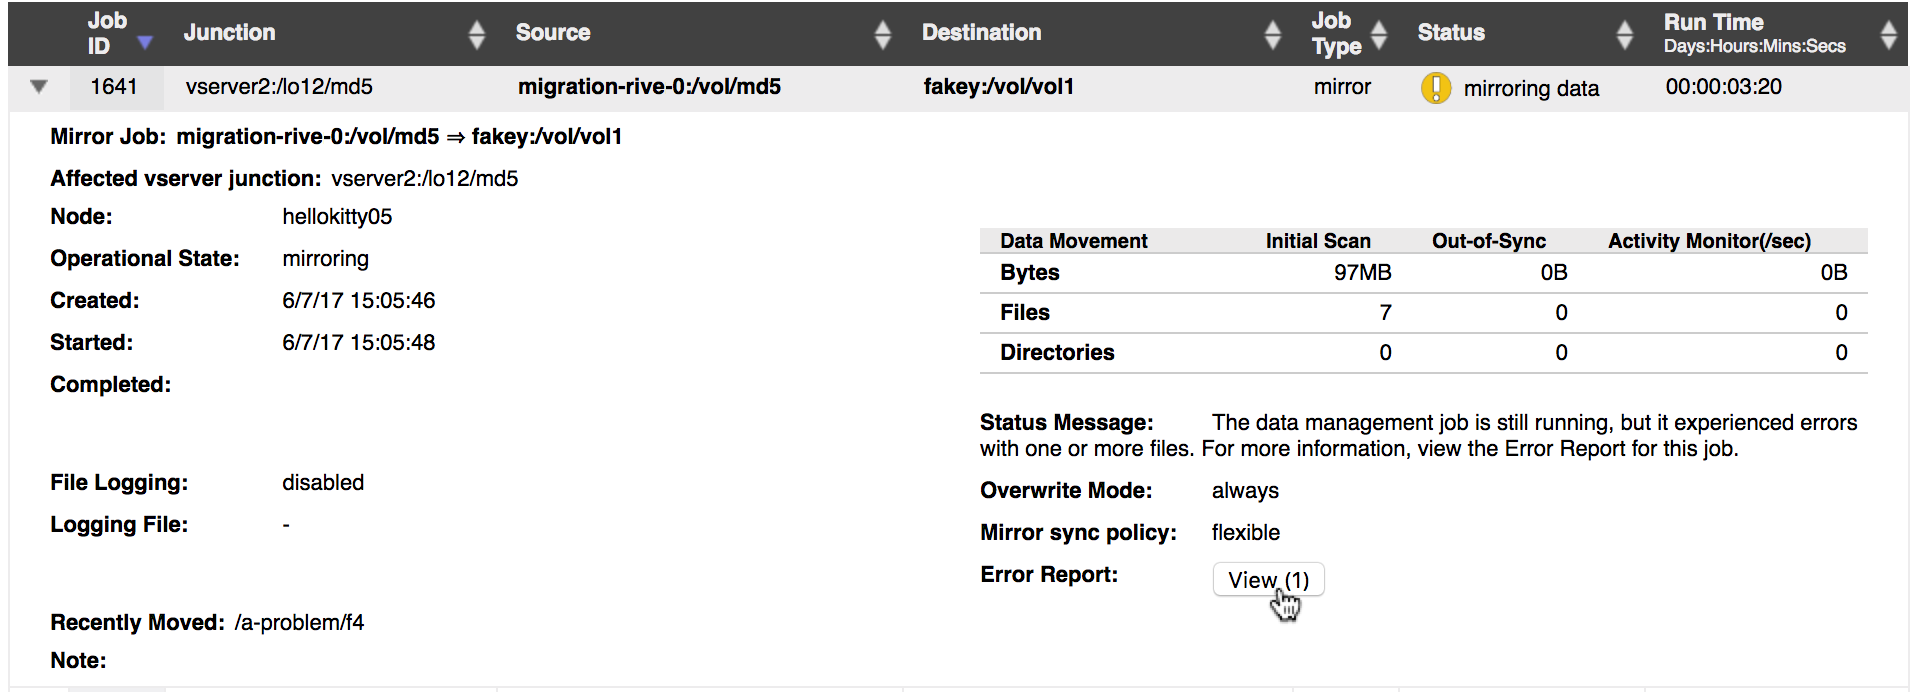 Job ID Junction Source Destination Job Type Status Run Time
Days:Hours:Mins:Secs
1641 vserver2:/lo12/md5 migration-rive-0:/vol/md5 fakey:/vol/vol1 mirror mirroring data 00:00:03:20
Mirror Job: migration-rive-0:/vol/md5 ⇒ fakey:/vol/vol1
Affected vserver junction: vserver2:/lo12/md5
Node: hellokitty05
Operational State: mirroring
Created: 6/7/17 15:05:46
Started: 6/7/17 15:05:48
Completed:
File Logging: disabled
Logging File: -
Recently Moved: /a-problem/f4
Note:
Data Movement Initial Scan Out-of-Sync Activity Monitor(/sec)
Bytes 97MB 0B 0B
Files 7 0 0
Directories 0 0 0
Status Message: The data management job is still running, but it experienced errors
with one or more files. For more information, view the Error Report for this job.
Overwrite Mode: always
Mirror sync policy: flexible
Error Report: View (1)